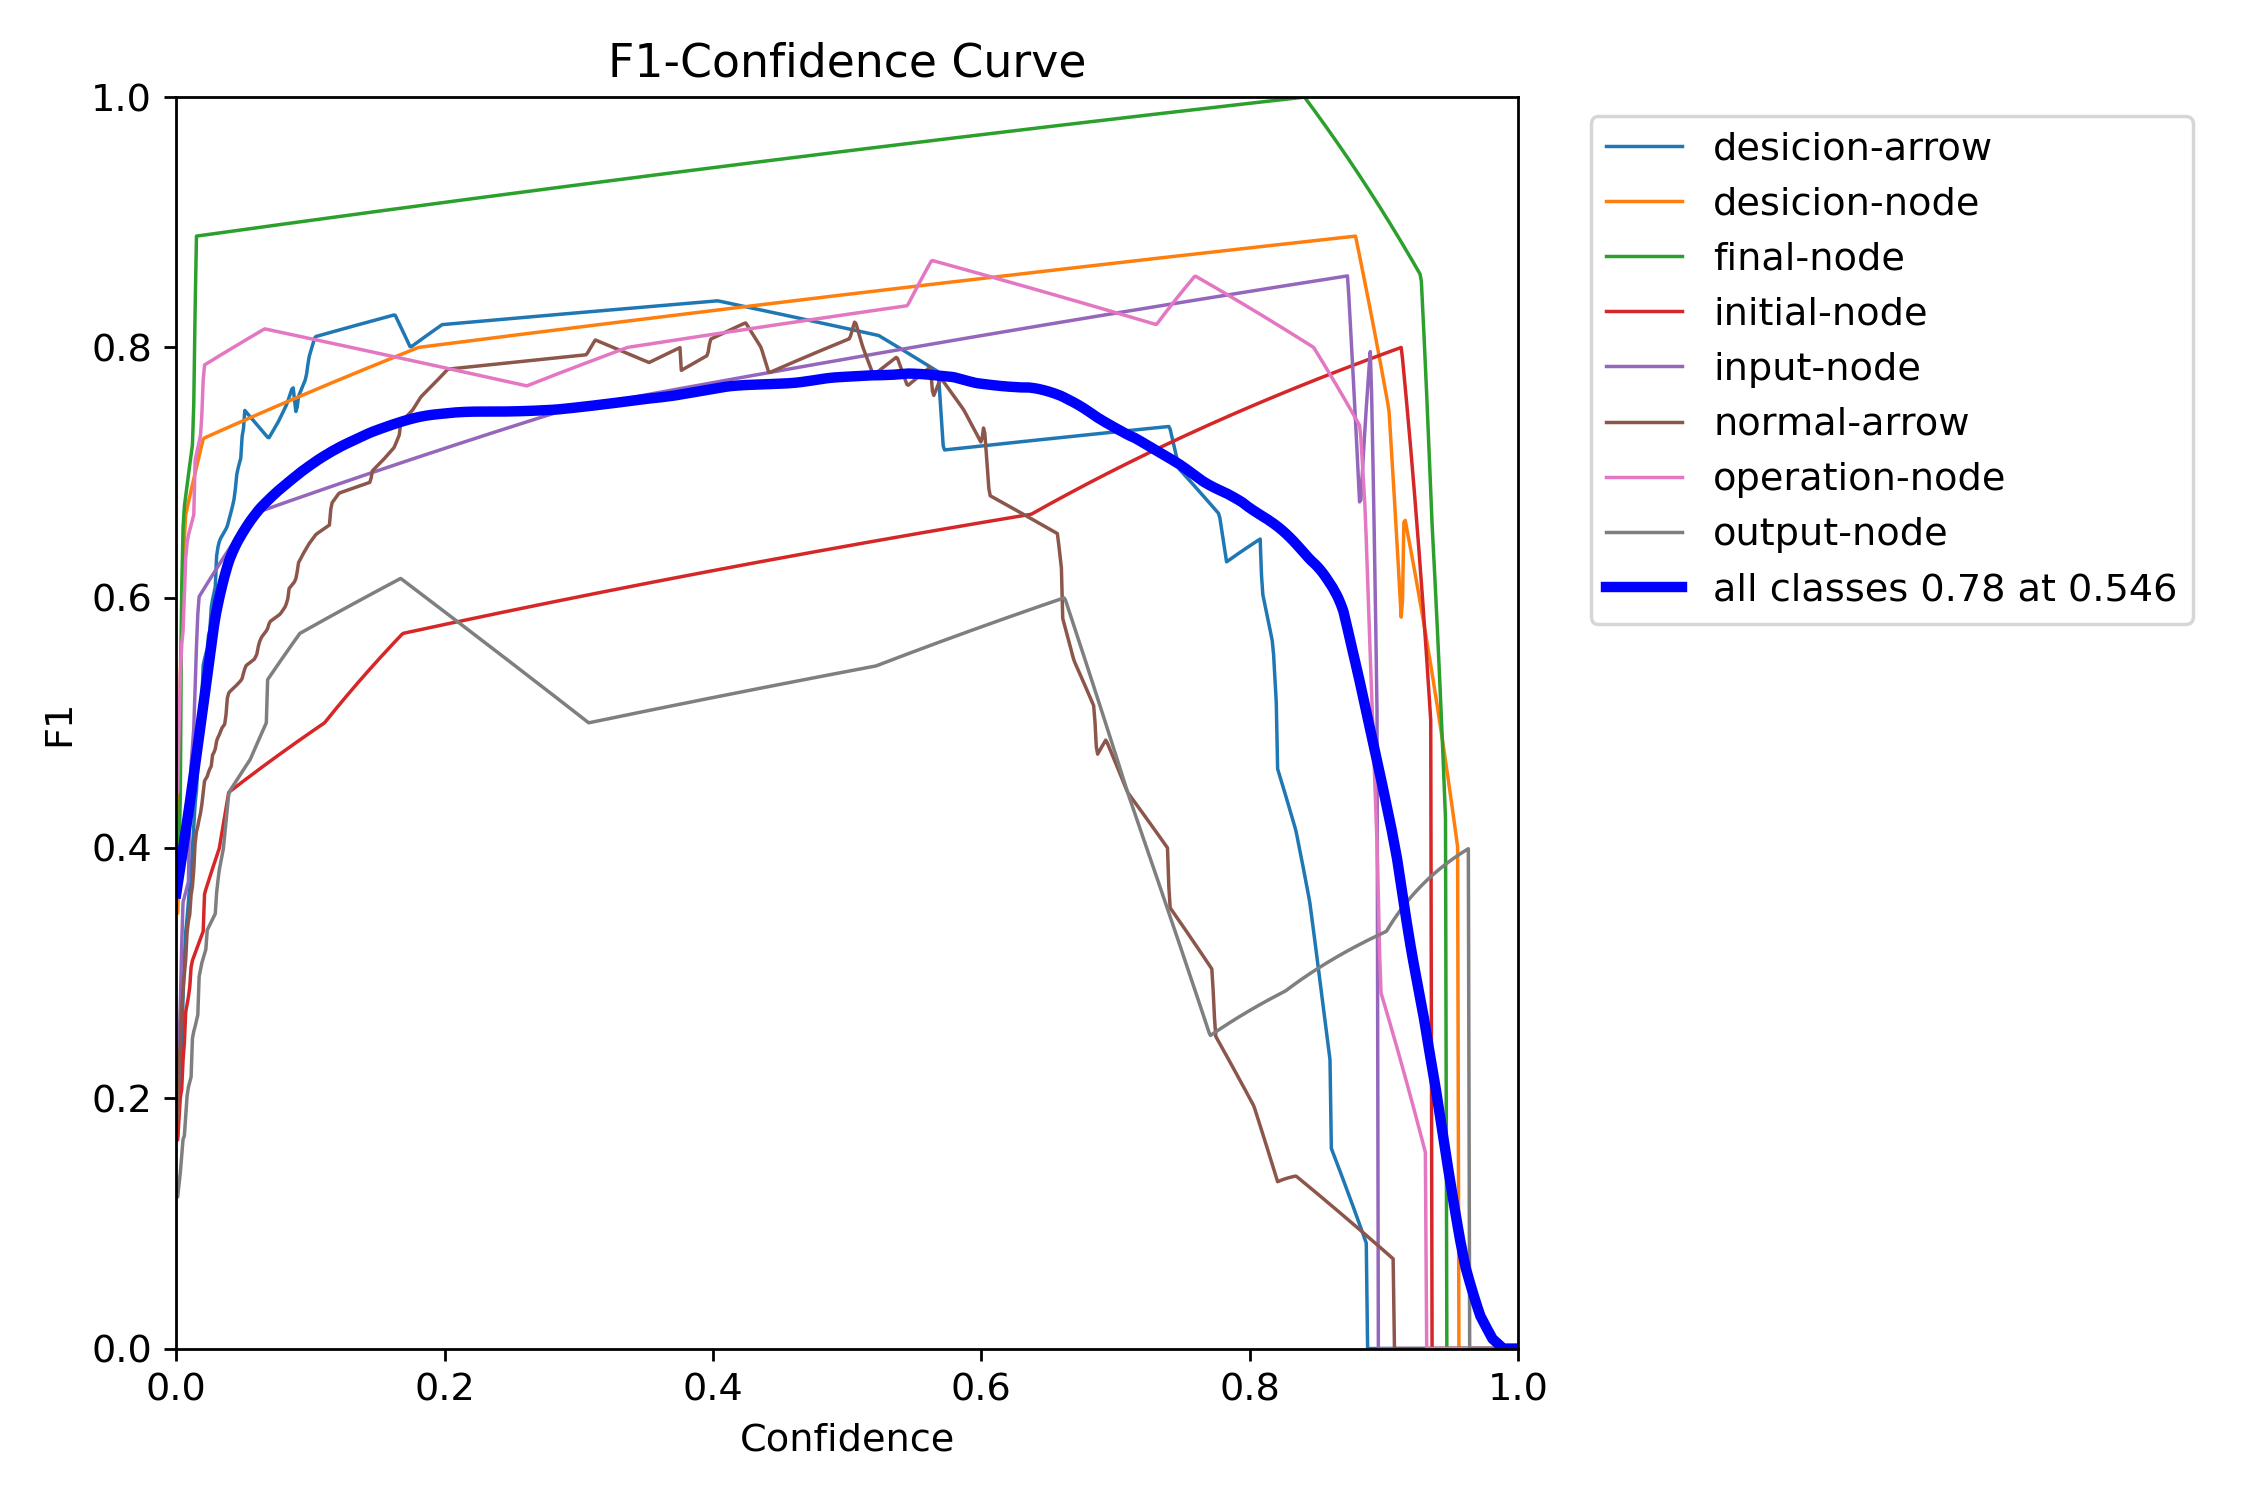 F1-Confidence Curve
1.0
0.8
0.6
0.4
0.2
0.0
F1
0.0 0.2 0.4 0.6 0.8 1.0
Confidence
desicion-arrow
desicion-node
final-node
initial-node
input-node
normal-arrow
operation-node
output-node
all classes 0.78 at 0.546